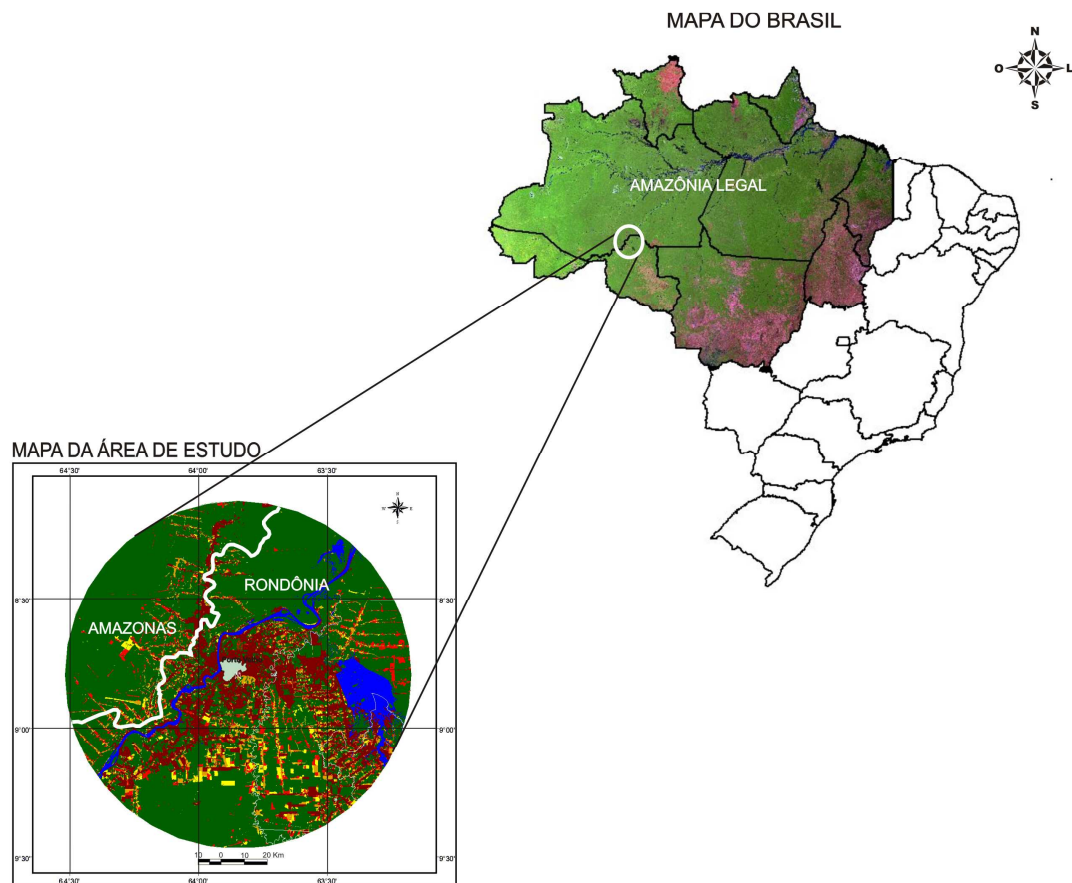 MAPA DO BRASIL
N
O
L
S
AMAZÔNIA LEGAL
MAPA DA ÁREA DE ESTUDO
64°30' 64°00' 63°30'
N
W E
S
RONDÔNIA
8°30' 8°30'
AMAZONAS
9°00' 9°00'
9°30' 9°30'
10 0 10 20 Km
64°30' 64°00' 63°30'